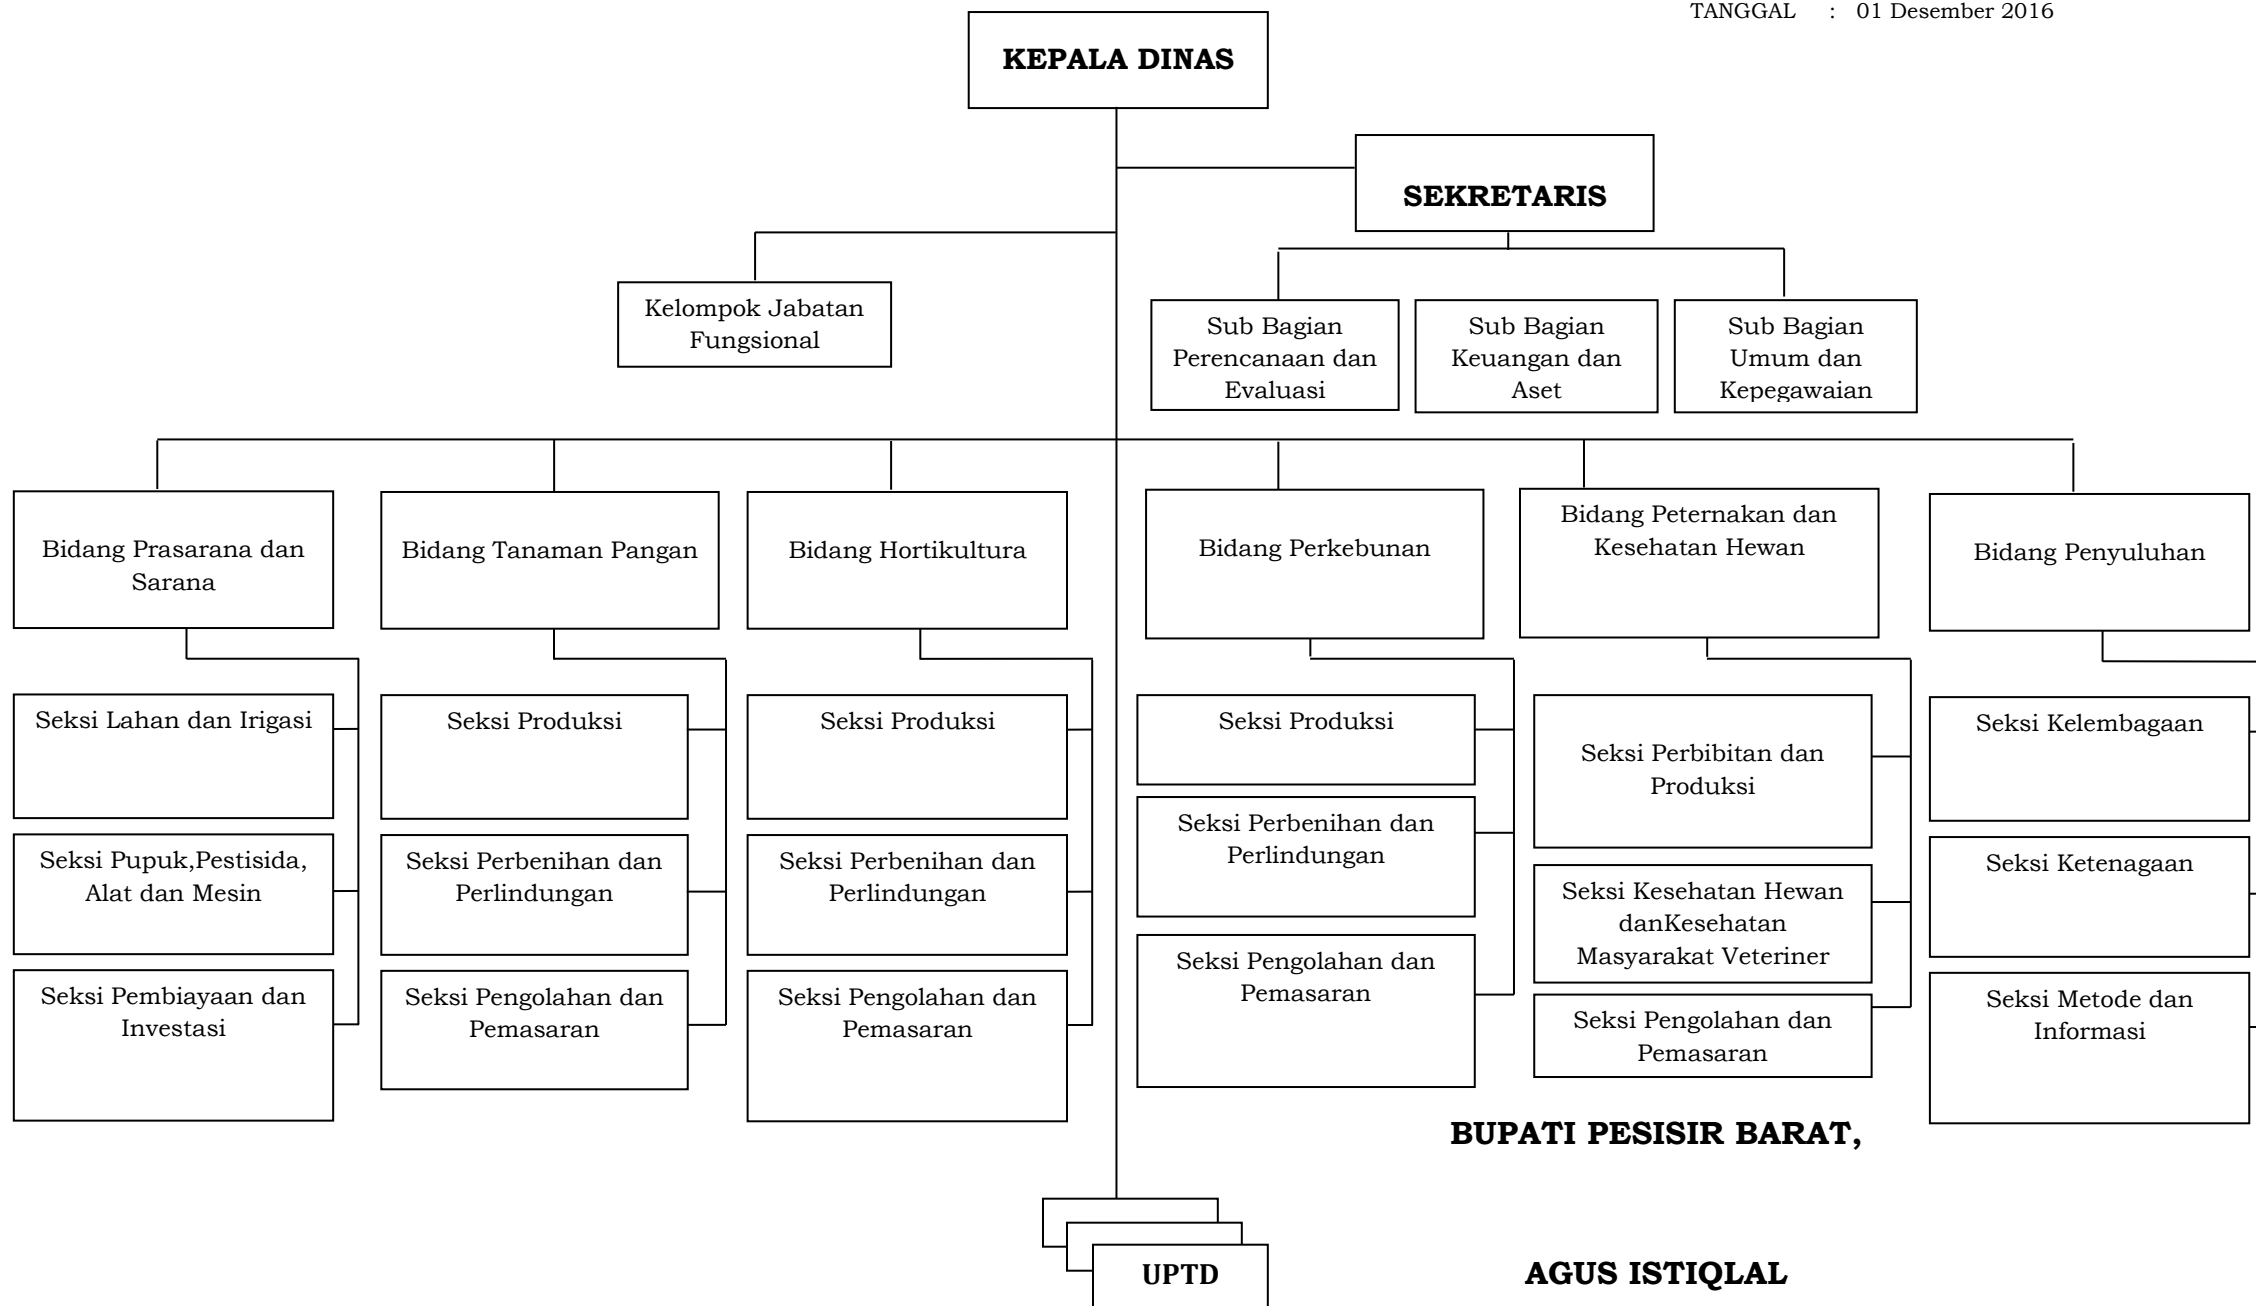 TANGGAL : 01 Desember 2016
KEPALA DINAS
SEKRETARIS
Kelompok Jabatan
Fungsional
Sub Bagian
Perencanaan dan
Evaluasi
Sub Bagian
Keuangan dan
Aset
Sub Bagian
Umum dan
Kepegawaian
Bidang Prasarana dan
Sarana
Bidang Tanaman Pangan
Bidang Hortikultura
Bidang Perkebunan
Bidang Peternakan dan
Kesehatan Hewan
Bidang Penyuluhan
Seksi Lahan dan Irigasi
Seksi Pupuk,Pestisida,
Alat dan Mesin
Seksi Pembiayaan dan
Investasi
Seksi Produksi
Seksi Perbenihan dan
Perlindungan
Seksi Pengolahan dan
Pemasaran
Seksi Produksi
Seksi Perbenihan dan
Perlindungan
Seksi Pengolahan dan
Pemasaran
Seksi Produksi
Seksi Perbenihan dan
Perlindungan
Seksi Pengolahan dan
Pemasaran
Seksi Perbibitan dan
Produksi
Seksi Kesehatan Hewan
danKesehatan
Masyarakat Veteriner
Seksi Pengolahan dan
Pemasaran
Seksi Kelembagaan
Seksi Ketenagaan
Seksi Metode dan
Informasi
BUPATI PESISIR BARAT,
UPTD
AGUS ISTIQLAL